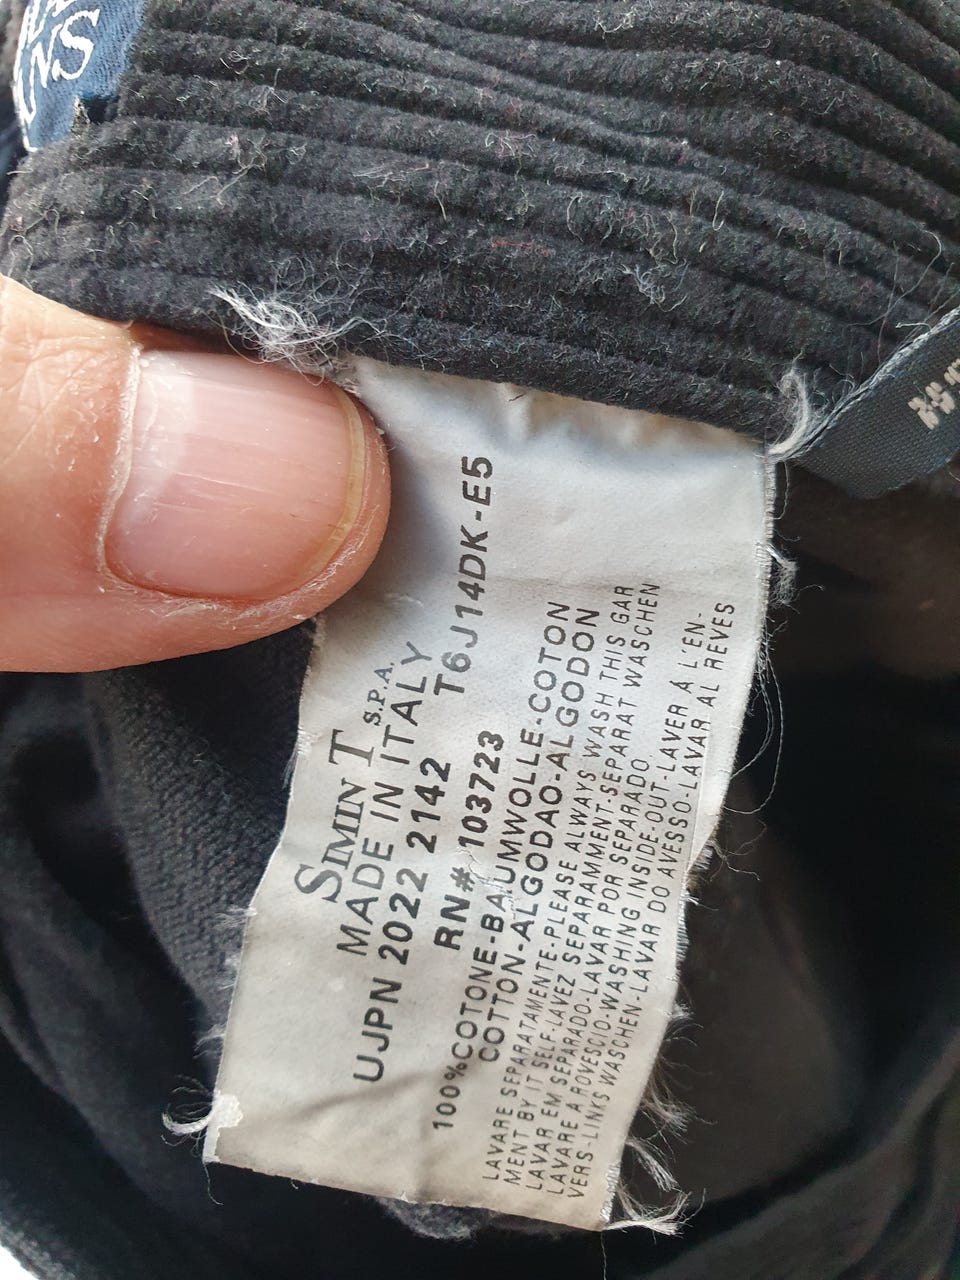 SIMINT S.P.A.
MADE IN ITALY
UJPN 2022 2142 T6J14DK-E5
RN# 103723
100%COTONE-BAUMWOLLE-COTON
COTTON-ALGODAO-ALGODON
LAVARE SEPARATAMENTE-PLEASE ALWAYS WASH THIS GAR
MENT BY IT SELF-LAVEZ SEPARAMMENT-SEPARAT WASCHEN
LAVAR EM SEPARADO-LAVAR POR SEPARADO
LAVARE A ROVESCIO-WASHING INSIDE-OUT-LAVER À L'EN-
VERS-LINKS WASCHEN-LAVAR DO AVESSO-LAVAR AL REVES